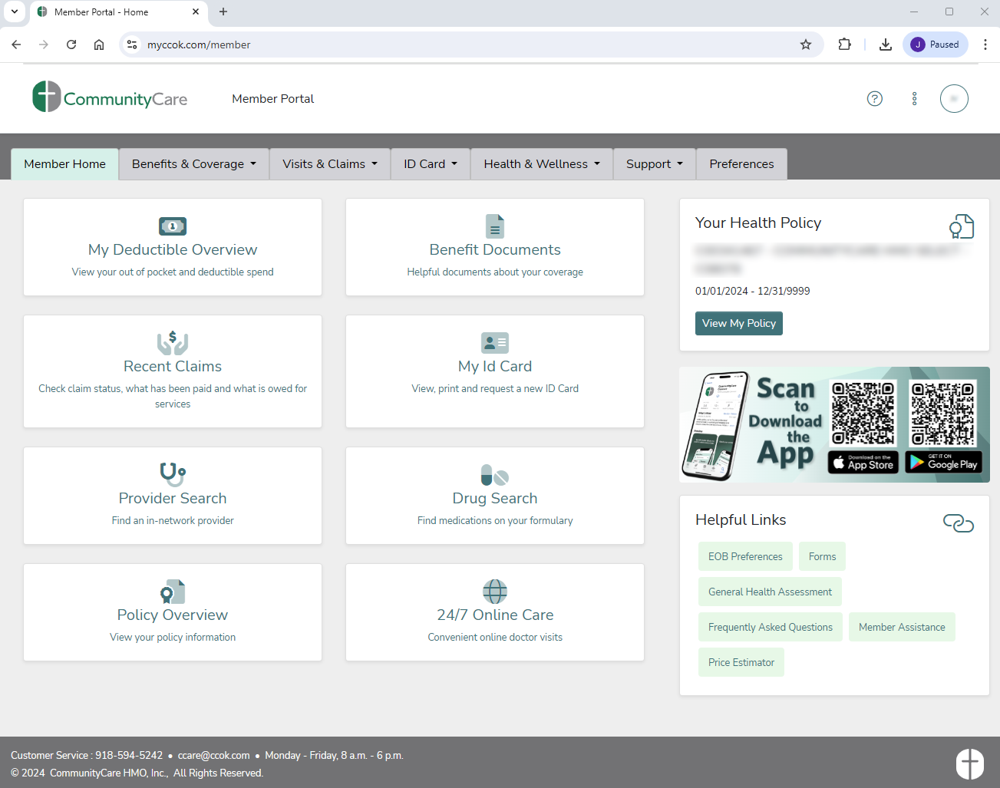 Member Portal - Home
myccok.com/member
J Paused
CommunityCare
Member Portal
?
Member Home
Benefits & Coverage
Visits & Claims
ID Card
Health & Wellness
Support
Preferences
1
My Deductible Overview
View your out of pocket and deductible spend
Benefit Documents
Helpful documents about your coverage
$
Recent Claims
Check claim status, what has been paid and what is owed for
services
My Id Card
View, print and request a new ID Card
Provider Search
Find an in-network provider
Drug Search
Find medications on your formulary
Policy Overview
View your policy information
24/7 Online Care
Convenient online doctor visits
Your Health Policy
01/01/2024 - 12/31/9999
View My Policy
Scan
to
Download
the
App
Download on the
App Store
GET IT ON
Google Play
Helpful Links
EOB Preferences
Forms
General Health Assessment
Frequently Asked Questions
Member Assistance
Price Estimator
Customer Service : 918-594-5242 • ccare@ccok.com • Monday - Friday, 8 a.m. - 6 p.m.
© 2024 CommunityCare HMO, Inc., All Rights Reserved.